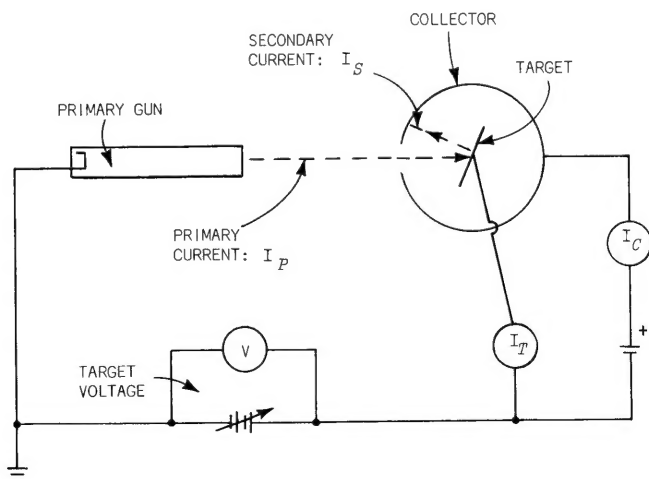 COLLECTOR
SECONDARY
CURRENT: I_S
TARGET
PRIMARY GUN
PRIMARY
CURRENT: I_P
I_C
I_T
+
V
TARGET
VOLTAGE